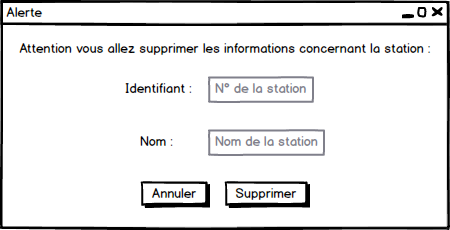 Alerte
Attention vous allez supprimer les informations concernant la station :
Identifiant : N° de la station
Nom : Nom de la station
Annuler Supprimer